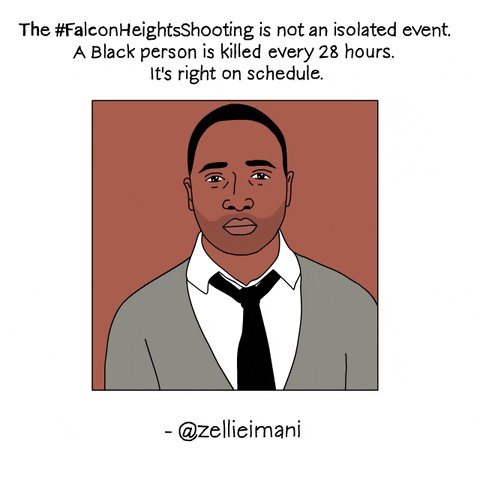 The #FalconHeightsShooting is not an isolated event.
A Black person is killed every 28 hours.
It's right on schedule.
- @zellieimani